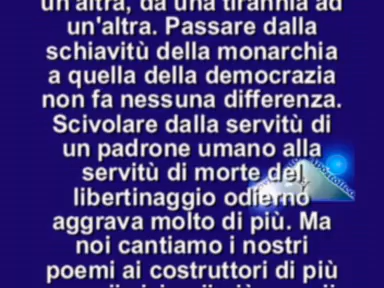 un'altra, da una tirannia ad
un'altra. Passare dalla
schiavitù della monarchia
a quella della democrazia
non fa nessuna differenza.
Scivolare dalla servitù di
un padrone umano alla
servitù di morte del
libertinaggio odierno
aggrava molto di più. Ma
noi cantiamo i nostri
poemi ai costruttori di più